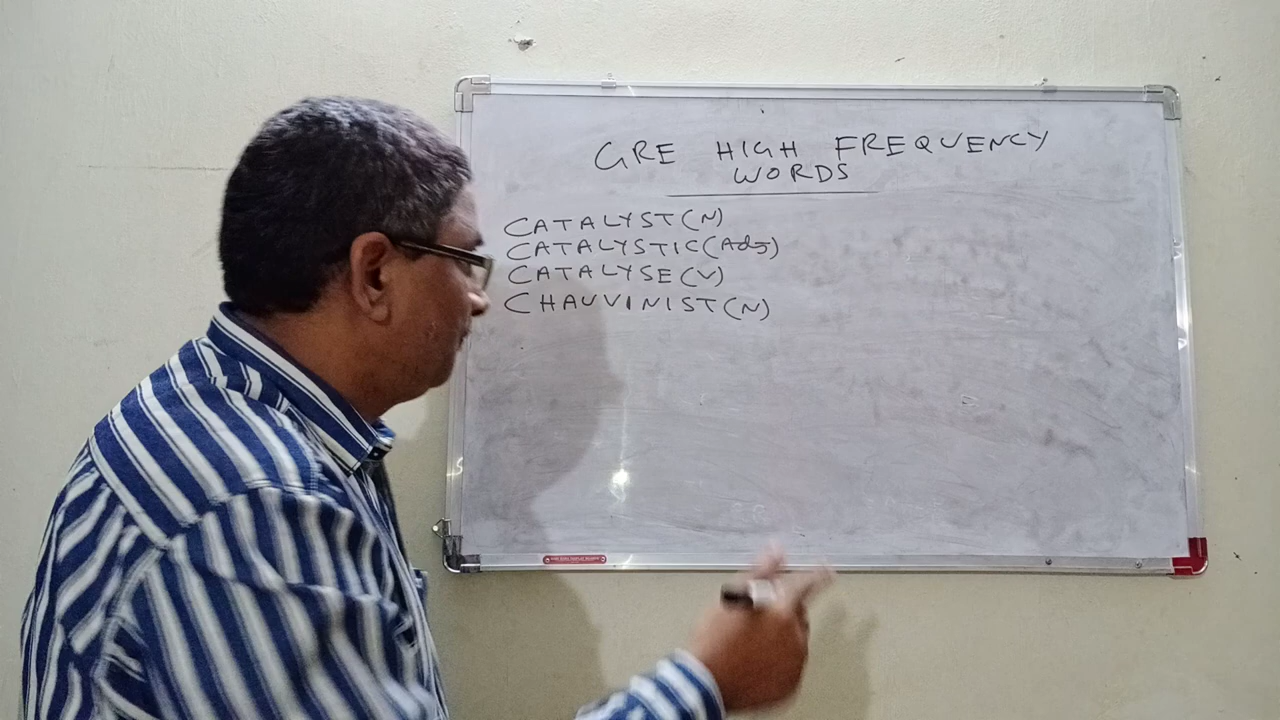 GRE HIGH FREQUENCY
WORDS
CATALYST(N)
CATALYSTIC(Adj)
CATALYSE(V)
CHAUVINIST(N)